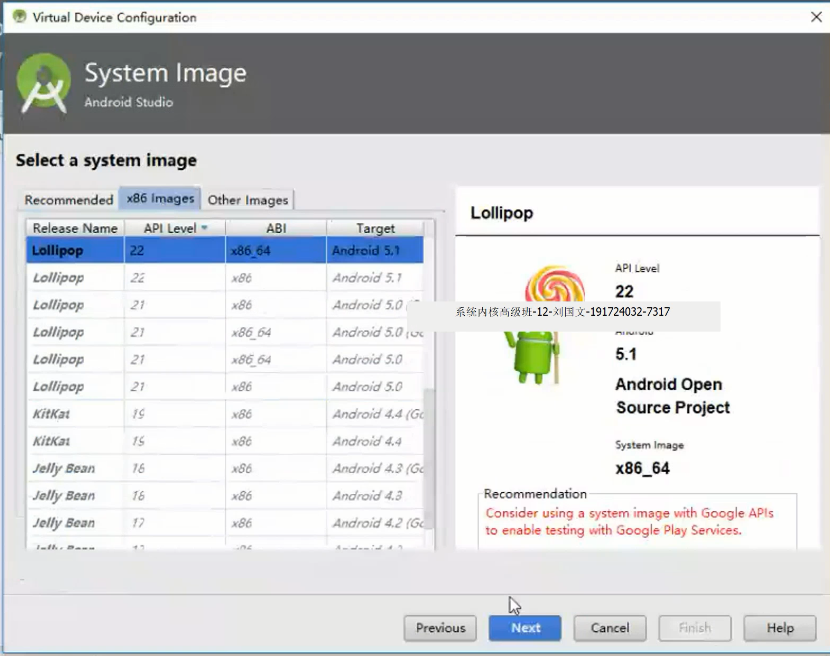 Virtual Device Configuration
System Image
Android Studio
Select a system image
Recommended x86 Images Other Images
Release Name API Level ABI Target
Lollipop 22 x86_64 Android 5.1
Lollipop 22 x86 Android 5.1
Lollipop 21 x86 Android 5.0
Lollipop 21 x86_64 Android 5.0 (Go
Lollipop 21 x86_64 Android 5.0
Lollipop 21 x86 Android 5.0
KitKat 19 x86 Android 4.4 (Go
KitKat 19 x86 Android 4.4
Jelly Bean 18 x86 Android 4.3 (Go
Jelly Bean 18 x86 Android 4.3
Jelly Bean 17 x86 Android 4.2 (Go
Lollipop
API Level
22
系统内核高级班-12-刘国文-191724032-7317
Android
5.1
Android Open
Source Project
System Image
x86_64
Recommendation
Consider using a system image with Google APIs
to enable testing with Google Play Services.
Previous Next Cancel Finish Help